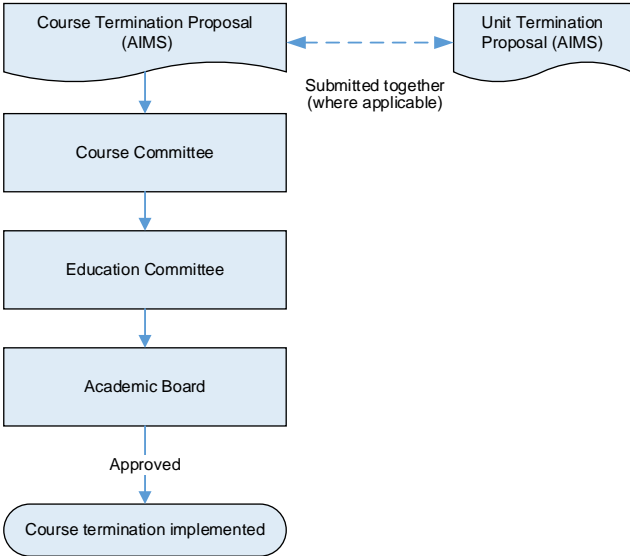 Course Termination Proposal
(AIMS)
Unit Termination
Proposal (AIMS)
Submitted together
(where applicable)
Course Committee
Education Committee
Academic Board
Approved
Course termination implemented